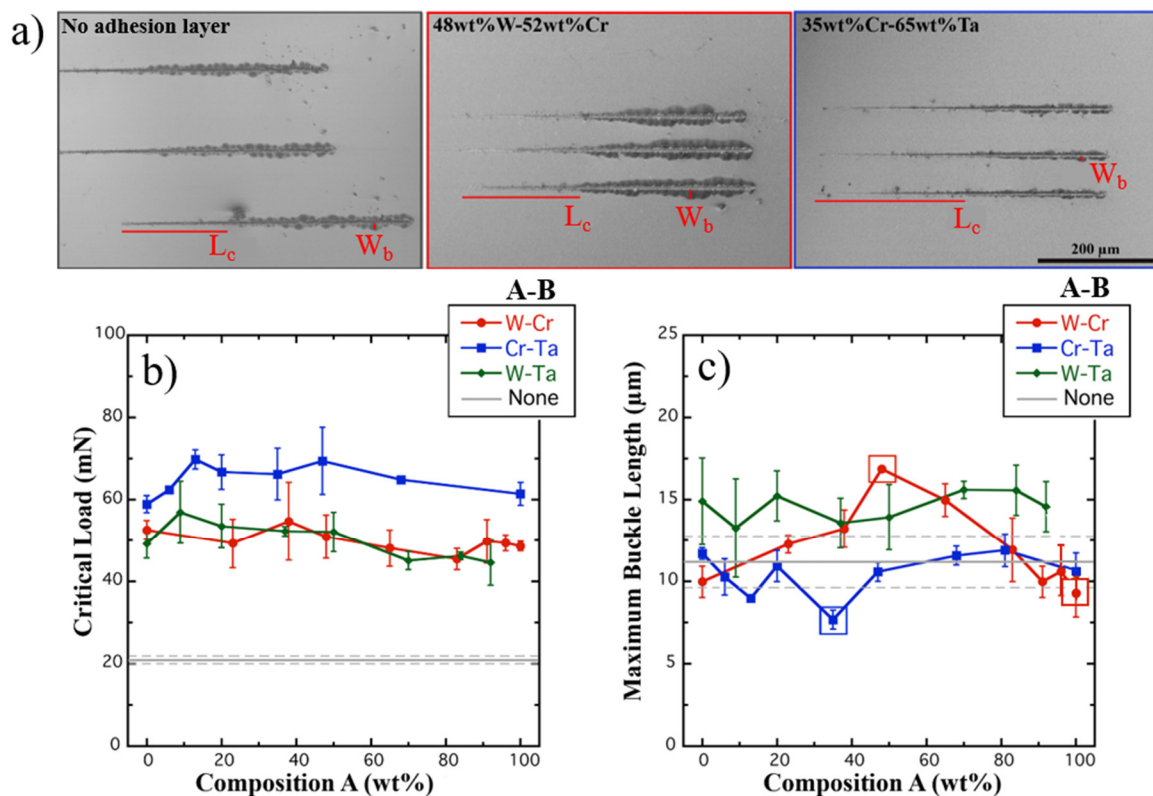 a)
No adhesion layer
48wt%W-52wt%Cr
35wt%Cr-65wt%Ta
Lc
Wb
Lc
Wb
Lc
Wb
200 μm
A-B
W-Cr
Cr-Ta
W-Ta
None
b)
100
80
60
40
20
0
Critical Load (mN)
0 20 40 60 80 100
Composition A (wt%)
A-B
W-Cr
Cr-Ta
W-Ta
None
c)
25
20
15
10
5
0
Maximum Buckle Length (μm)
0 20 40 60 80 100
Composition A (wt%)